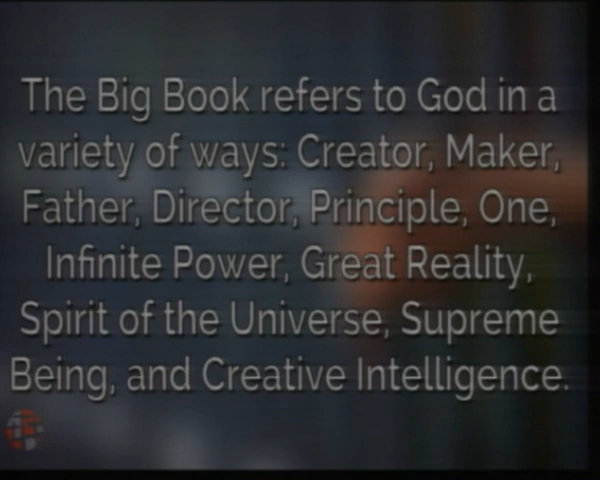 The Big Book refers to God in a
variety of ways: Creator, Maker,
Father, Director, Principle, One,
Infinite Power, Great Reality,
Spirit of the Universe, Supreme
Being, and Creative Intelligence.